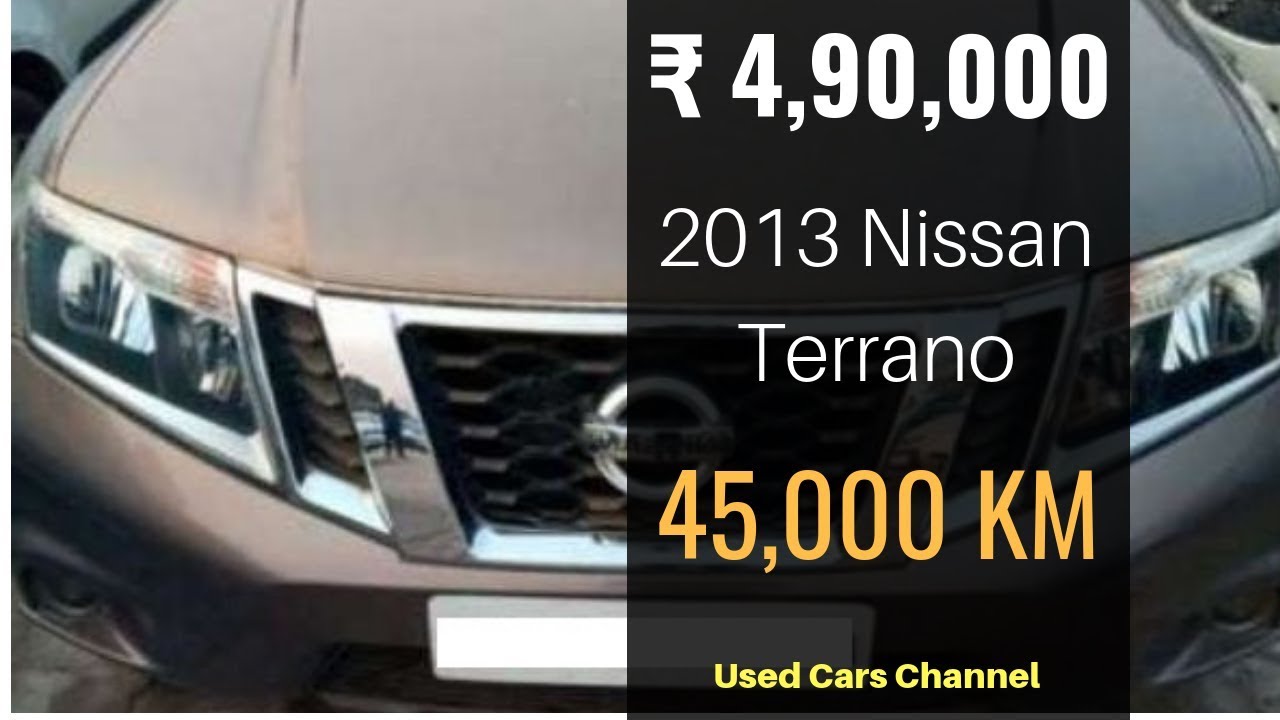 ₹ 4,90,000
2013 Nissan
Terrano
45,000 KM
Used Cars Channel